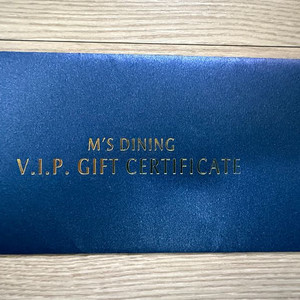 M'S DINING
V.I.P. GIFT CERTIFICATE